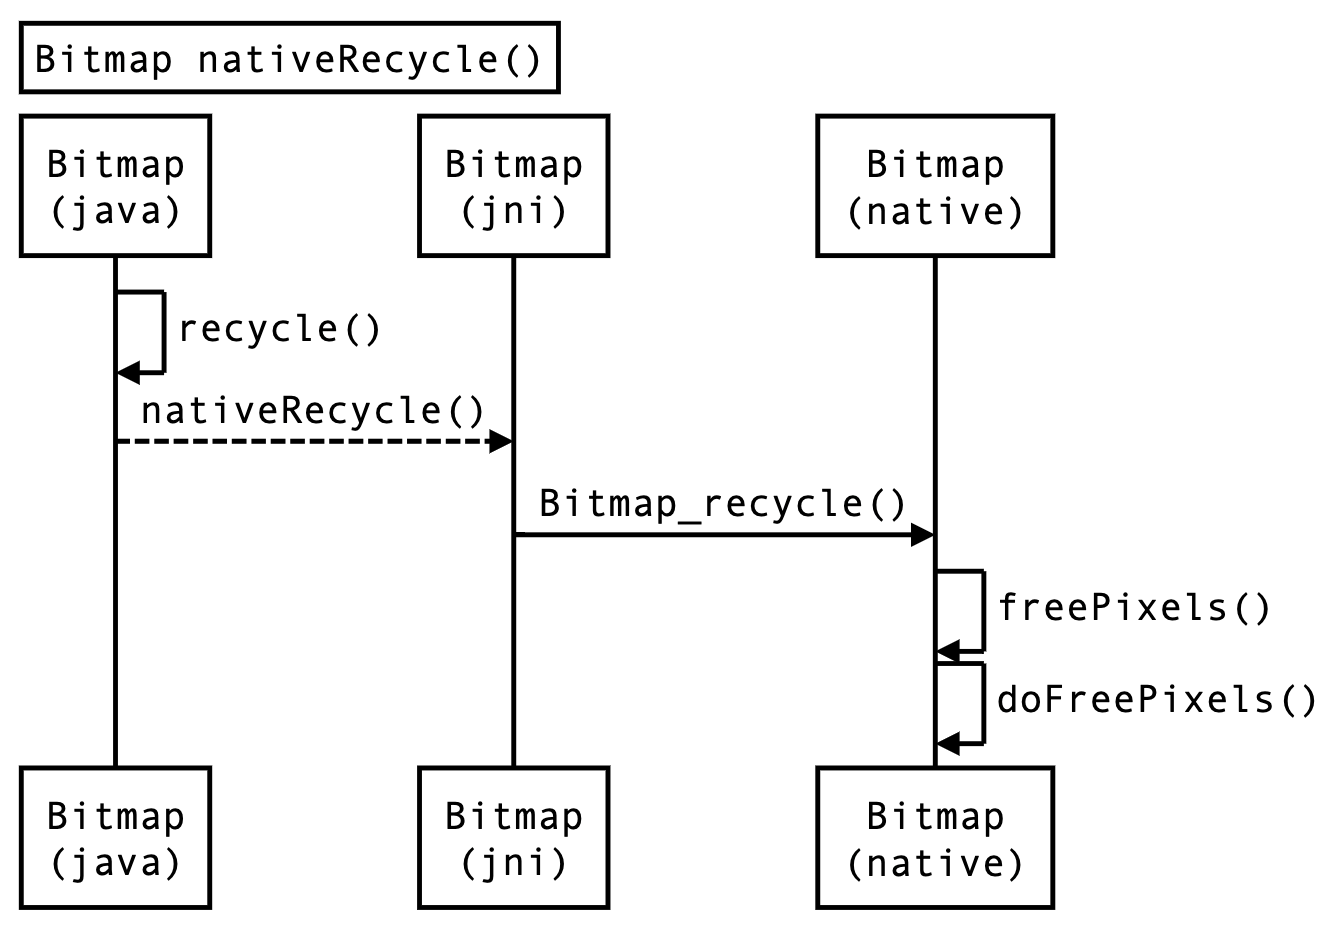 Bitmap nativeRecycle()
Bitmap
(java)
Bitmap
(jni)
Bitmap
(native)
recycle()
nativeRecycle()
Bitmap_recycle()
freePixels()
doFreePixels()
Bitmap
(java)
Bitmap
(jni)
Bitmap
(native)